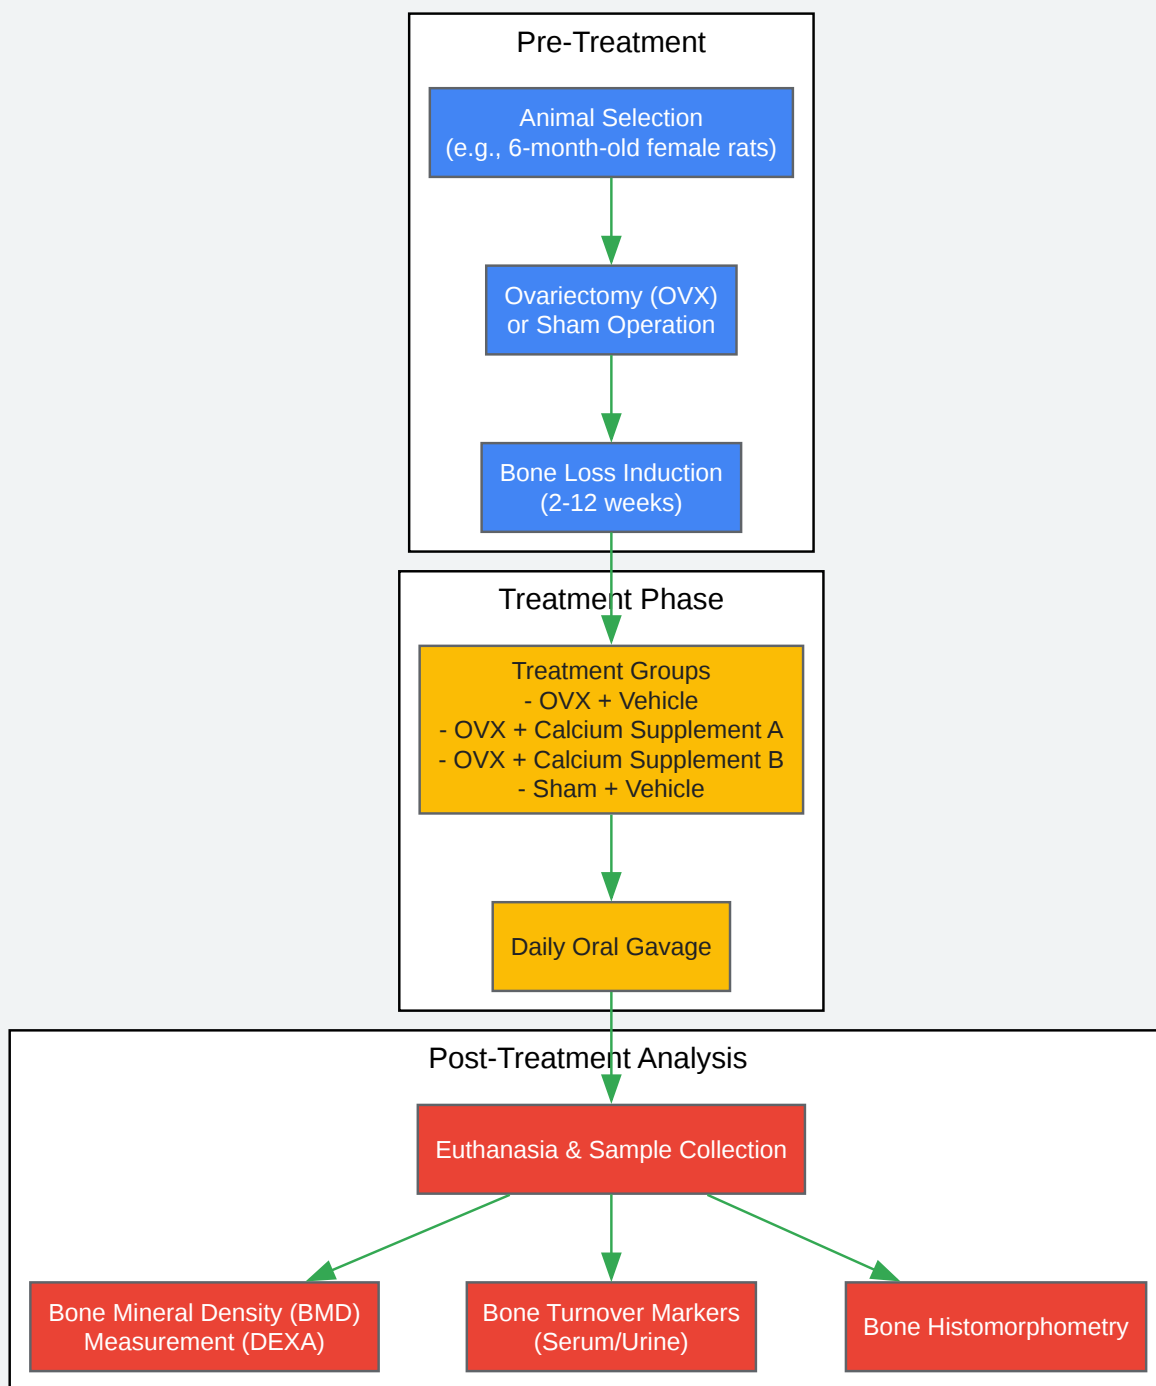 Pre-Treatment
Animal Selection
(e.g., 6-month-old female rats)
Ovariectomy (OVX)
or Sham Operation
Bone Loss Induction
(2-12 weeks)
Treatment Phase
Treatment Groups
- OVX + Vehicle
- OVX + Calcium Supplement A
- OVX + Calcium Supplement B
- Sham + Vehicle
Daily Oral Gavage
Post-Treatment Analysis
Euthanasia & Sample Collection
Bone Mineral Density (BMD)
Measurement (DEXA)
Bone Turnover Markers
(Serum/Urine)
Bone Histomorphometry